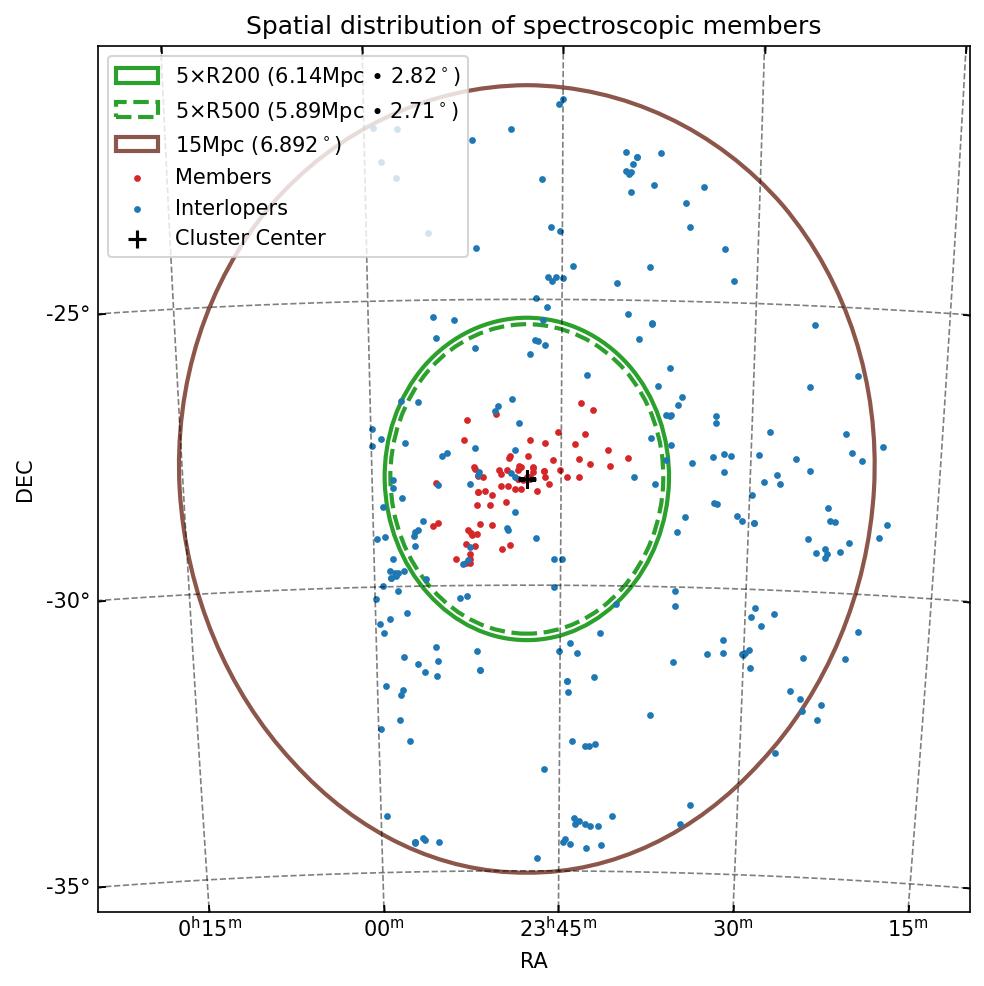 Spatial distribution of spectroscopic members
5×R200 (6.14Mpc • 2.82°)
5×R500 (5.89Mpc • 2.71°)
15Mpc (6.892°)
Members
Interlopers
Cluster Center
-25°
-30°
-35°
DEC
0h15m 00m 23h45m 30m 15m
RA